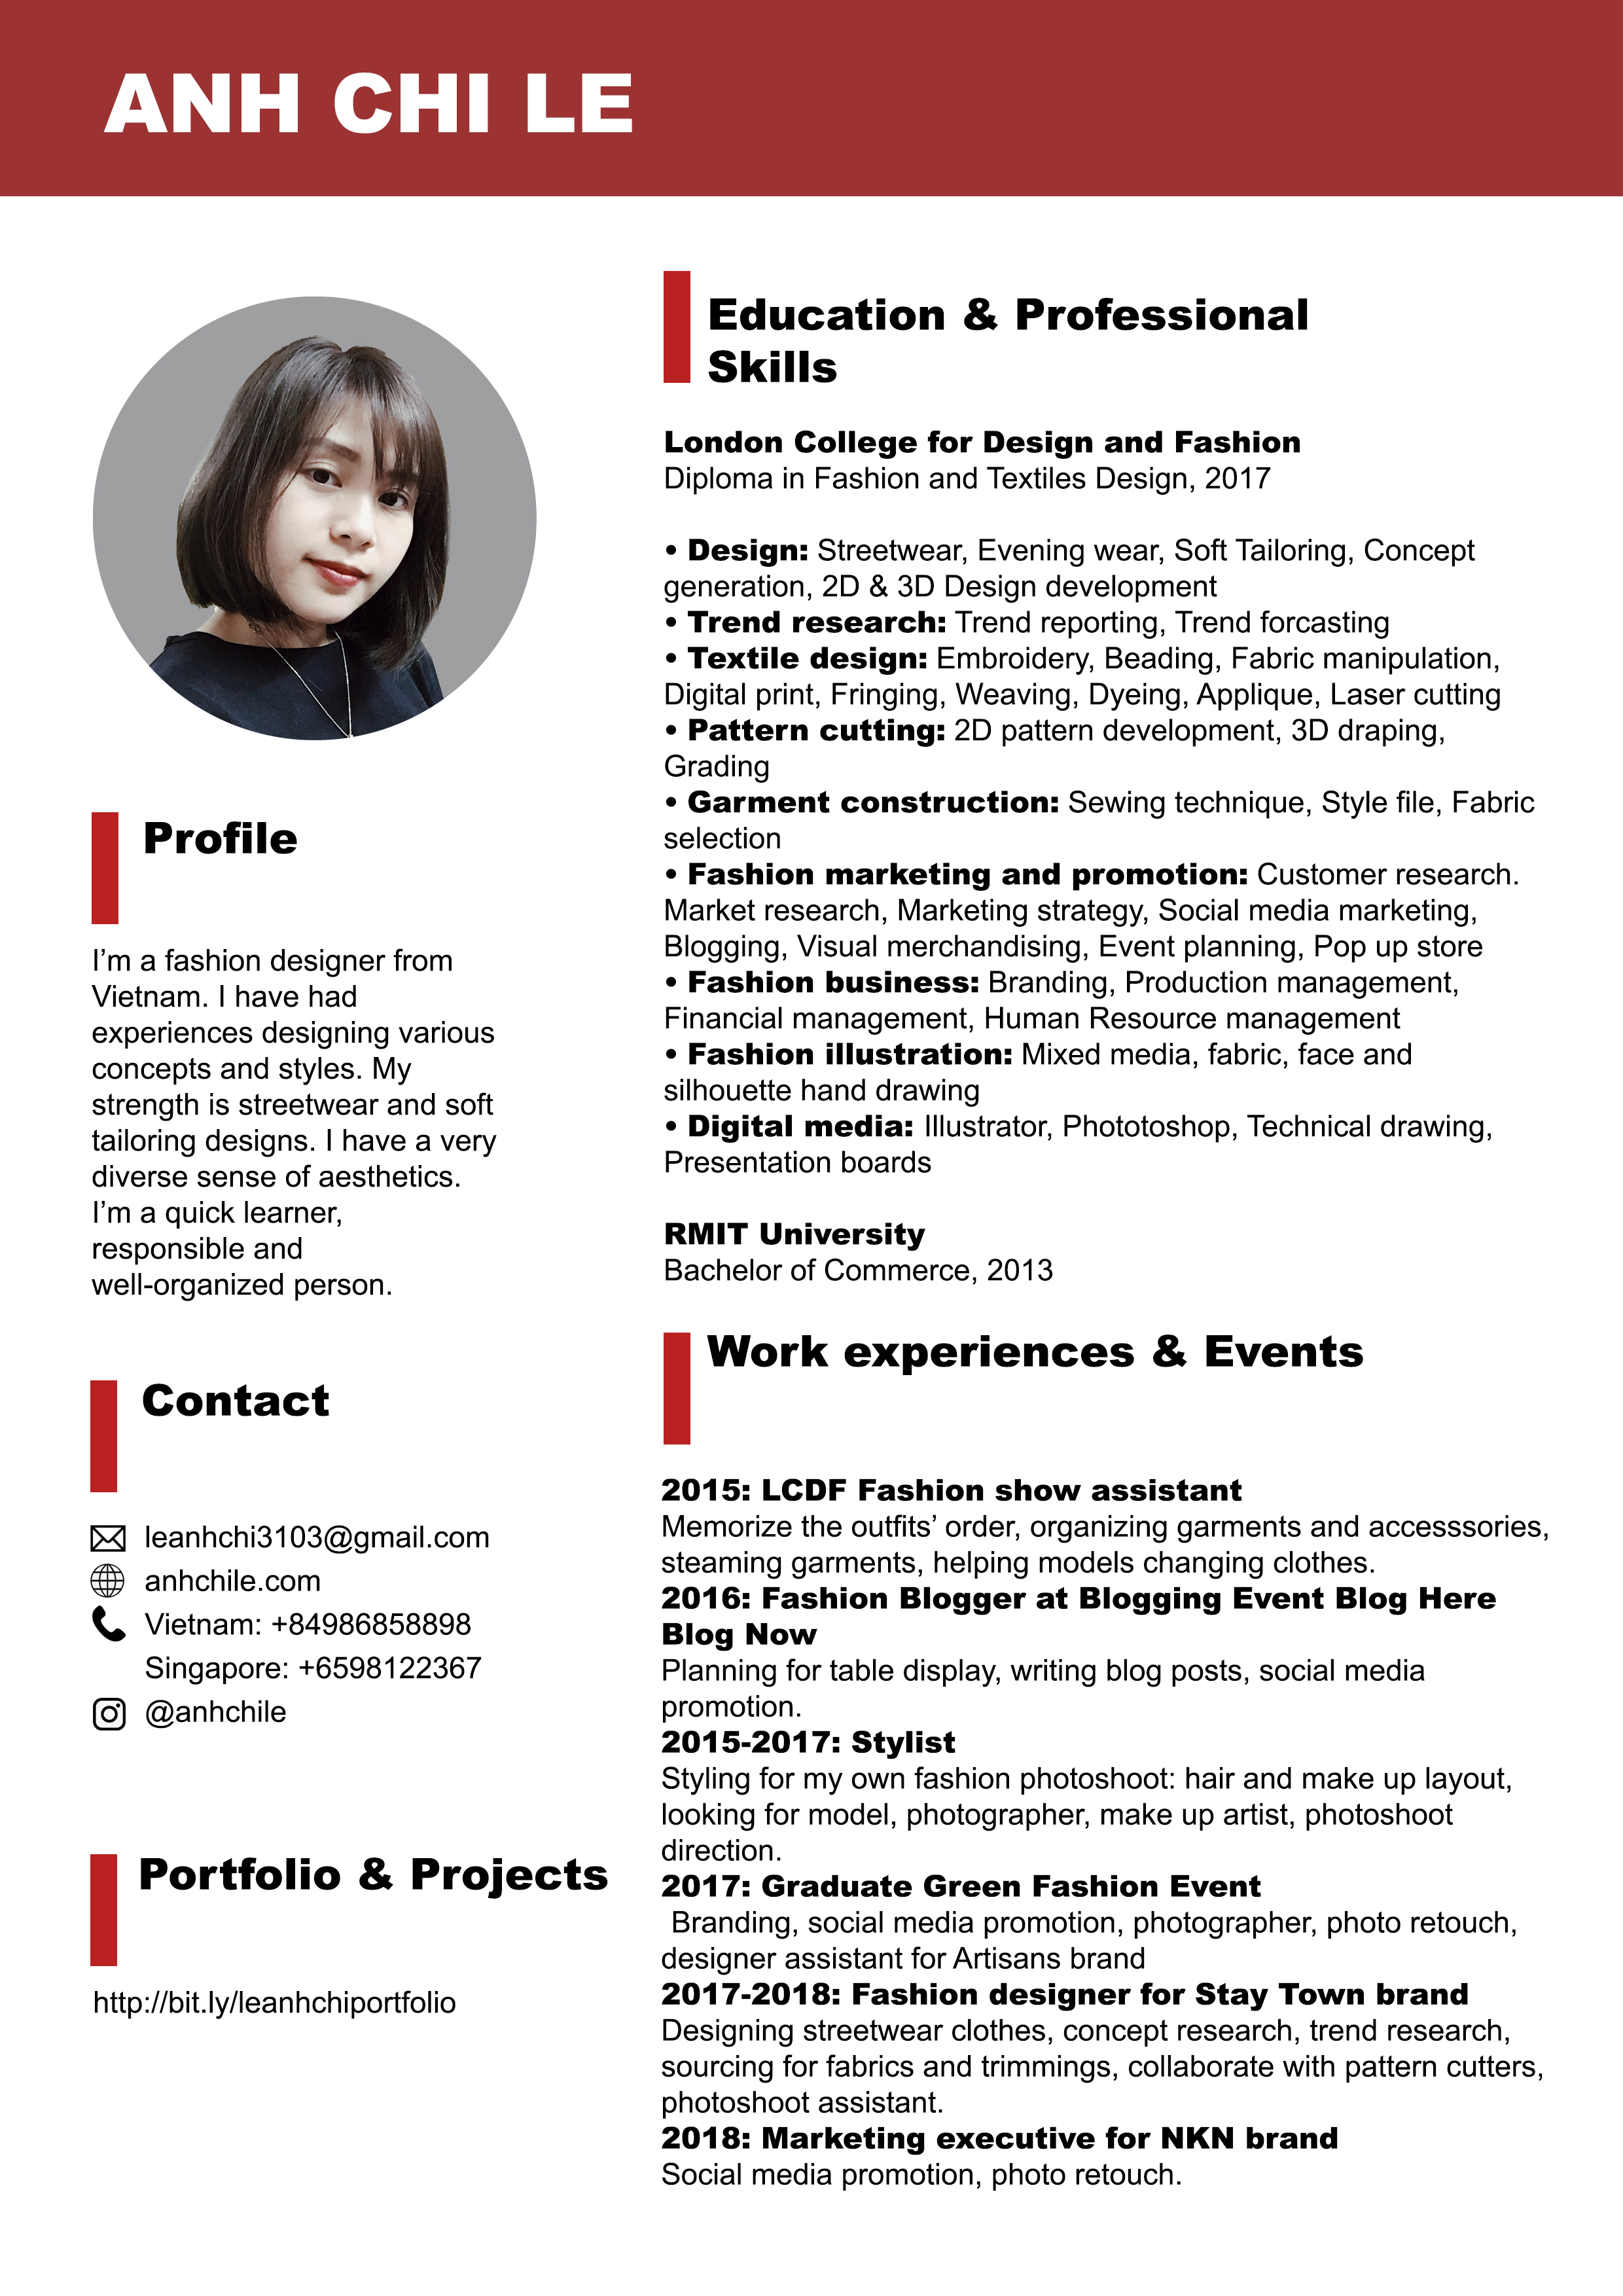 ANH CHI LE
Profile
I’m a fashion designer from
Vietnam. I have had
experiences designing various
concepts and styles. My
strength is streetwear and soft
tailoring designs. I have a very
diverse sense of aesthetics.
I’m a quick learner,
responsible and
well-organized person.
Contact
leanhchi3103@gmail.com
anhchile.com
Vietnam: +84986858898
Singapore: +6598122367
@anhchile
Portfolio & Projects
http://bit.ly/leanhchiportfolio
Education & Professional
Skills
London College for Design and Fashion
Diploma in Fashion and Textiles Design, 2017
• Design: Streetwear, Evening wear, Soft Tailoring, Concept
generation, 2D & 3D Design development
• Trend research: Trend reporting, Trend forcasting
• Textile design: Embroidery, Beading, Fabric manipulation,
Digital print, Fringing, Weaving, Dyeing, Applique, Laser cutting
• Pattern cutting: 2D pattern development, 3D draping,
Grading
• Garment construction: Sewing technique, Style file, Fabric
selection
• Fashion marketing and promotion: Customer research.
Market research, Marketing strategy, Social media marketing,
Blogging, Visual merchandising, Event planning, Pop up store
• Fashion business: Branding, Production management,
Financial management, Human Resource management
• Fashion illustration: Mixed media, fabric, face and
silhouette hand drawing
• Digital media: Illustrator, Phototoshop, Technical drawing,
Presentation boards
RMIT University
Bachelor of Commerce, 2013
Work experiences & Events
2015: LCDF Fashion show assistant
Memorize the outfits’ order, organizing garments and accesssories,
steaming garments, helping models changing clothes.
2016: Fashion Blogger at Blogging Event Blog Here
Blog Now
Planning for table display, writing blog posts, social media
promotion.
2015-2017: Stylist
Styling for my own fashion photoshoot: hair and make up layout,
looking for model, photographer, make up artist, photoshoot
direction.
2017: Graduate Green Fashion Event
Branding, social media promotion, photographer, photo retouch,
designer assistant for Artisans brand
2017-2018: Fashion designer for Stay Town brand
Designing streetwear clothes, concept research, trend research,
sourcing for fabrics and trimmings, collaborate with pattern cutters,
photoshoot assistant.
2018: Marketing executive for NKN brand
Social media promotion, photo retouch.